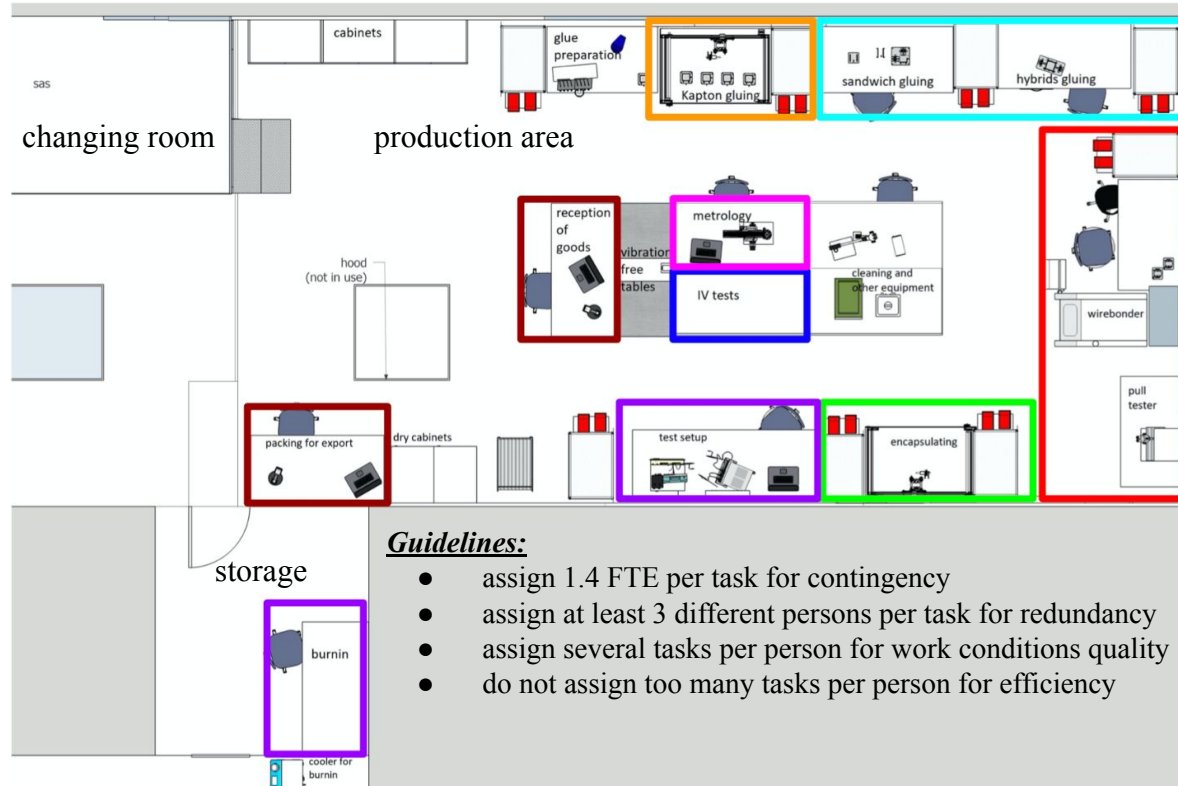 cabinets
glue
preparation
Kapton gluing
sandwich gluing
hybrids gluing
sas
changing room
production area
reception
of
goods
vibration
free
tables
metrology
IV tests
cleaning and
other equipment
hood
(not in use)
wirebonder
pull
tester
packing for export
dry cabinets
test setup
encapsulating
storage
burnin
cooler for
burnin
Guidelines:
● assign 1.4 FTE per task for contingency
● assign at least 3 different persons per task for redundancy
● assign several tasks per person for work conditions quality
● do not assign too many tasks per person for efficiency